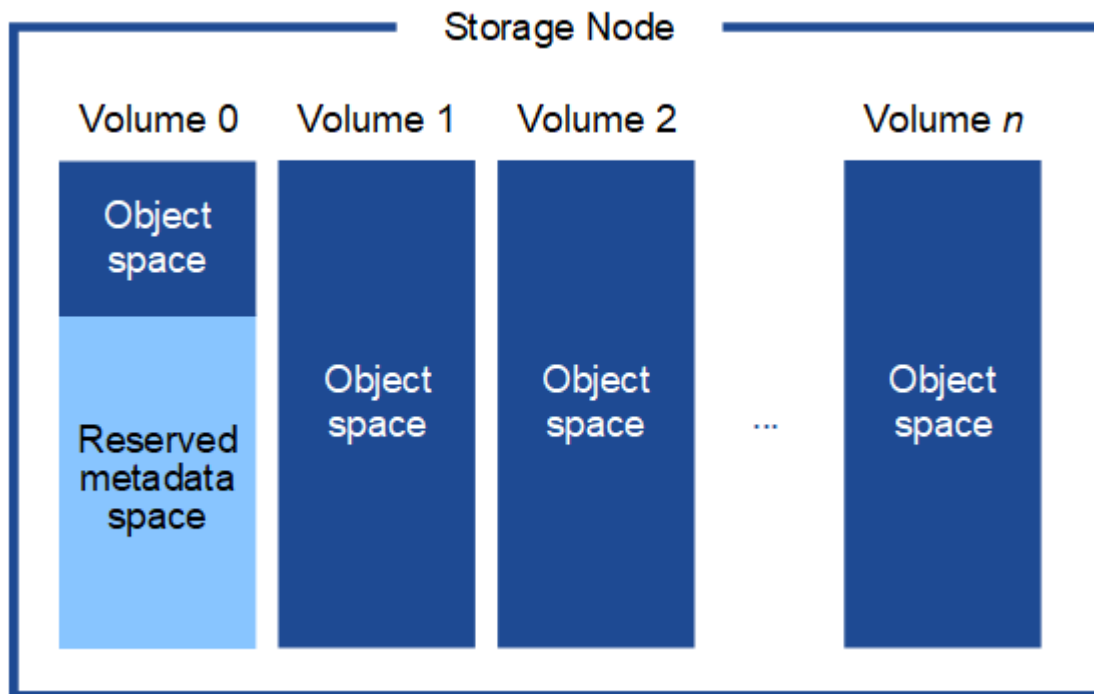 Storage Node
Volume 0
Volume 1
Volume 2
Volume n
Object
space
Reserved
metadata
space
Object
space
Object
space
...
Object
space